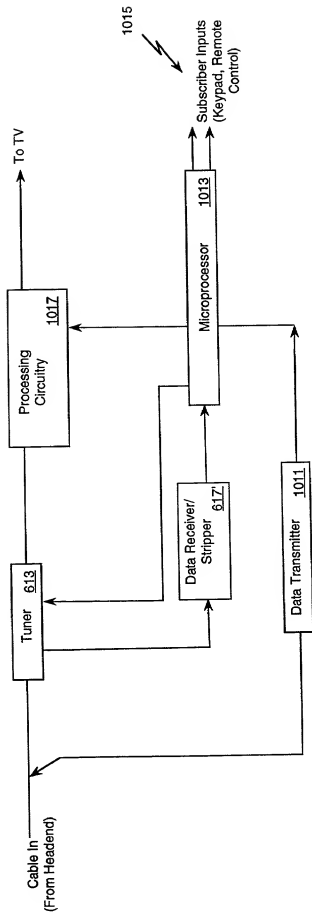 1015
Cable In
(From Headend)
Tuner 613
Processing
Circuitry 1017
To TV
Data Receiver/
Stripper 617'
Microprocessor 1013
Subscriber Inputs
(Keypad, Remote
Control)
Data Transmitter 1011